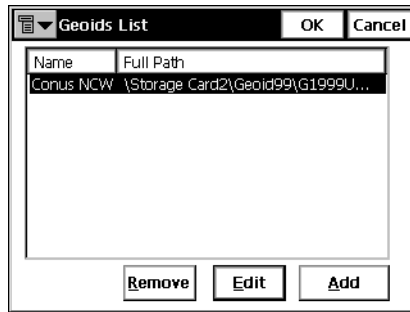 Geoids List OK Cancel
Name Full Path
Conus NCW \Storage Card2\Geoid99\G1999U...
Remove Edit Add